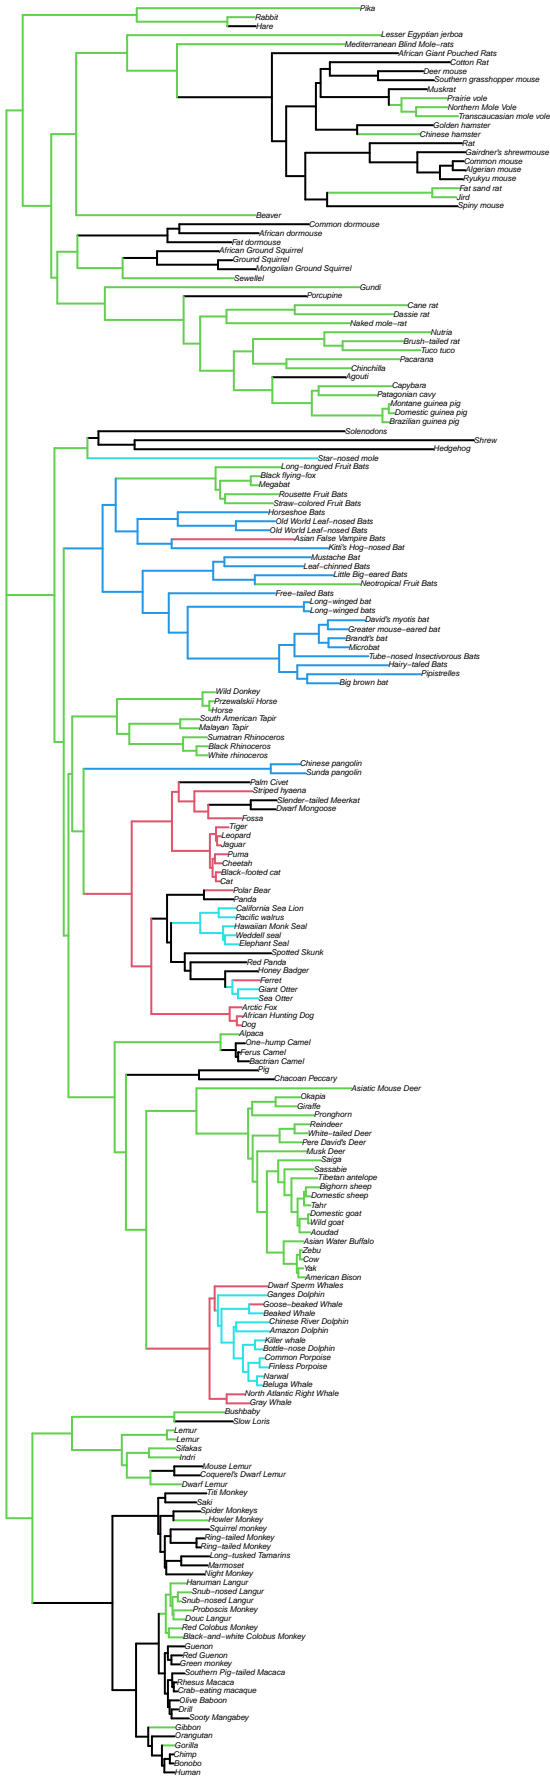 Pika
Rabbit
Hare
Lesser Egyptian jerboa
Mediterranean Blind Mole−rats
African Giant Pouched Rats
Cotton Rat
Deer mouse
Southern grasshopper mouse
Muskrat
Prairie vole
Northern Mole Vole
Transcaucasian mole vole
Golden hamster
Chinese hamster
Rat
Gairdner's shrewmouse
Common mouse
Algerian mouse
Ryukyu mouse
Fat sand rat
Jird
Spiny mouse
Beaver
Common dormouse
African dormouse
Fat dormouse
African Ground Squirrel
Ground Squirrel
Mongolian Ground Squirrel
Sewellel
Gundi
Porcupine
Cane rat
Dassie rat
Naked mole−rat
Nutria
Brush−tailed rat
Tuco tuco
Pacarana
Chinchilla
Agouti
Capybara
Patagonian cavy
Montane guinea pig
Domestic guinea pig
Brazilian guinea pig
Solenodons
Shrew
Hedgehog
Star−nosed mole
Long−tongued Fruit Bats
Black flying−fox
Megabat
Rousette Fruit Bats
Straw−colored Fruit Bats
Horseshoe Bats
Old World Leaf−nosed Bats
Old World Leaf−nosed Bats
Asian False Vampire Bats
Kitti's Hog−nosed Bat
Mustache Bat
Leaf−chinned Bats
Little Big−eared Bats
Neotropical Fruit Bats
Free−tailed Bats
Long−winged bat
Long−winged bats
David's myotis bat
Greater mouse−eared bat
Brandt's bat
Microbat
Tube−nosed Insectivorous Bats
Hairy−taled Bats
Pipistrelles
Big brown bat
Wild Donkey
Przewalskii Horse
Horse
South American Tapir
Malayan Tapir
Sumatran Rhinoceros
Black Rhinoceros
White rhinoceros
Chinese pangolin
Sunda pangolin
Palm Civet
Striped hyaena
Slender−tailed Meerkat
Dwarf Mongoose
Fossa
Tiger
Leopard
Jaguar
Puma
Cheetah
Black−footed cat
Cat
Polar Bear
Panda
California Sea Lion
Pacific walrus
Hawaiian Monk Seal
Weddell seal
Elephant Seal
Spotted Skunk
Red Panda
Honey Badger
Ferret
Giant Otter
Sea Otter
Arctic Fox
African Hunting Dog
Dog
Alpaca
One−hump Camel
Ferus Camel
Bactrian Camel
Pig
Chacoan Peccary
Asiatic Mouse Deer
Okapia
Giraffe
Pronghorn
Reindeer
White−tailed Deer
Pere David's Deer
Musk Deer
Saiga
Sassabie
Tibetan antelope
Bighorn sheep
Domestic sheep
Tahr
Domestic goat
Wild goat
Aoudad
Asian Water Buffalo
Zebu
Cow
Yak
American Bison
Dwarf Sperm Whales
Ganges Dolphin
Goose−beaked Whale
Beaked Whale
Chinese River Dolphin
Amazon Dolphin
Killer whale
Bottle−nose Dolphin
Common Porpoise
Finless Porpoise
Narwal
Beluga Whale
North Atlantic Right Whale
Gray Whale
Bushbaby
Slow Loris
Lemur
Lemur
Sifakas
Indri
Mouse Lemur
Coquerel's Dwarf Lemur
Dwarf Lemur
Titi Monkey
Saki
Spider Monkeys
Howler Monkey
Squirrel monkey
Ring−tailed Monkey
Ring−tailed Monkey
Long−tusked Tamarins
Marmoset
Night Monkey
Hanuman Langur
Snub−nosed Langur
Snub−nosed Langur
Proboscis Monkey
Douc Langur
Red Colobus Monkey
Black−and−white Colobus Monkey
Guenon
Red Guenon
Green monkey
Southern Pig−tailed Macaca
Rhesus Macaca
Crab−eating macaque
Olive Baboon
Drill
Sooty Mangabey
Gibbon
Orangutan
Gorilla
Chimp
Bonobo
Human